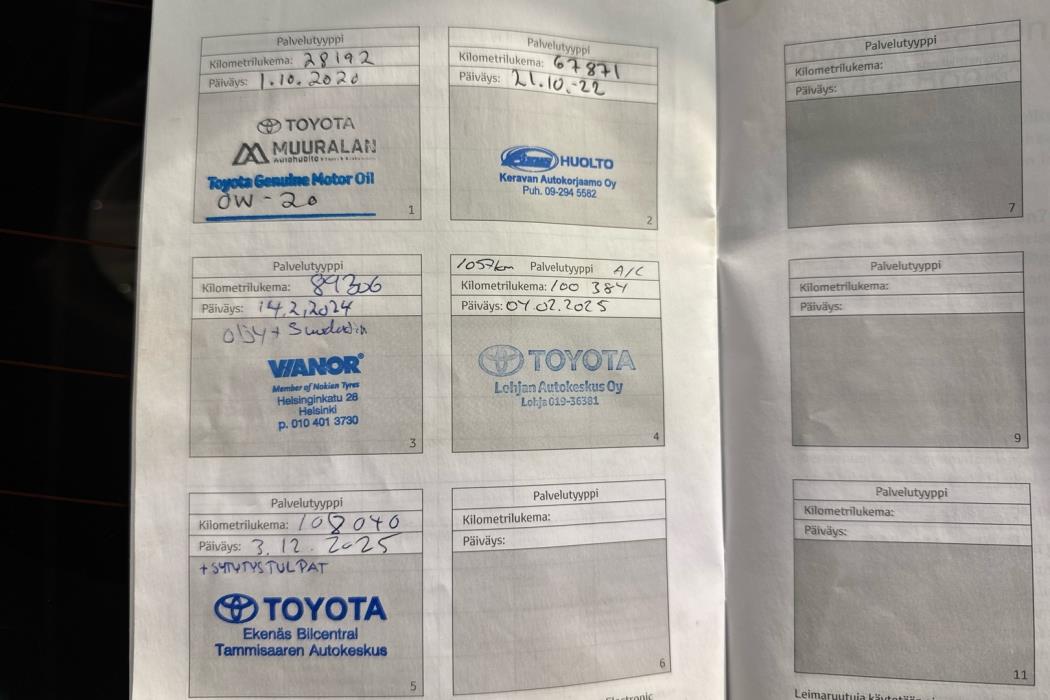 Palvelutyyppi
Kilometrilukema: 28192
Päiväys: 1.10.2020
TOYOTA
MUURALAN
Autohuolto
Toyota Genuine Motor Oil
0W-20
1
Palvelutyyppi
Kilometrilukema: 67871
Päiväys: 21.10.-22
HUOLTO
Keravan Autokorjaamo Oy
Puh. 09-294 5582
2
Palvelutyyppi
Kilometrilukema: 89306
Päiväys: 14.2.2024
öljy +
VIANOR®
Member of Nokian Tyres
Helsinginkatu 28
Helsinki
p. 010 401 3730
3
Palvelutyyppi A/C
Kilometrilukema: 100 384
Päiväys: 04.02.2025
TOYOTA
Lohjan Autokeskus Oy
Lohja 019-36381
4
Palvelutyyppi
Kilometrilukema: 108040
Päiväys: 3.12.2025
+ SYTYTYSTULPAT
TOYOTA
Ekenäs Bilcentral
Tammisaaren Autokeskus
5
Palvelutyyppi
Kilometrilukema:
Päiväys:
6
Electronic
Palvelutyyppi
Kilometrilukema:
Päiväys:
7
Palvelutyyppi
Kilometrilukema:
Päiväys:
9
Palvelutyyppi
Kilometrilukema:
Päiväys:
11
Leimaruutuja